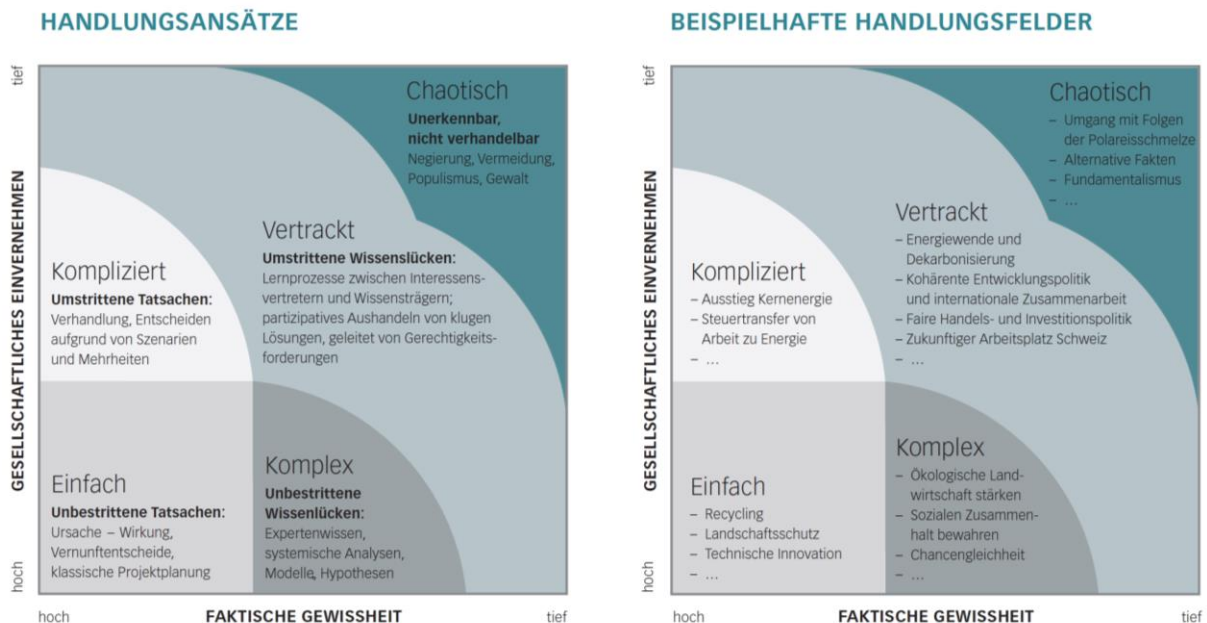 HANDLUNGSANSÄTZE
tief
GESELLSCHAFTLICHES EINVERNEHMEN
hoch
Chaotisch
Unerkennbar,
nicht verhandelbar
Negierung, Vermeidung,
Populismus, Gewalt
Vertrackt
Umstrittene Wissenslücken:
Lernprozesse zwischen Interessens-
vertretern und Wissensträgern;
partizipatives Aushandeln von klugen
Lösungen, geleitet von Gerechtigkeits-
forderungen
Kompliziert
Umstrittene Tatsachen:
Verhandlung, Entscheiden
aufgrund von Szenarien
und Mehrheiten
Einfach
Unbestrittene Tatsachen:
Ursache – Wirkung,
Vernunftentscheide,
klassische Projektplanung
Komplex
Unbestrittene
Wissenlücken:
Expertenwissen,
systemische Analysen,
Modelle, Hypothesen
hoch
FAKTISCHE GEWISSHEIT
tief
BEISPIELHAFTE HANDLUNGSFELDER
tief
GESELLSCHAFTLICHES EINVERNEHMEN
hoch
Chaotisch
– Umgang mit Folgen
der Polareisschmelze
– Alternative Fakten
– Fundamentalismus
– ...
Vertrackt
– Energiewende und
Dekarbonisierung
– Kohärente Entwicklungspolitik
und internationale Zusammenarbeit
– Faire Handels- und Investitionspolitik
– Zukunftiger Arbeitsplatz Schweiz
– ...
Kompliziert
– Ausstieg Kernenergie
– Steuertransfer von
Arbeit zu Energie
– ...
Einfach
– Recycling
– Landschaftsschutz
– Technische Innovation
– ...
Komplex
– Ökologische Land-
wirtschaft stärken
– Sozialen Zusammen-
halt bewahren
– Chancengleichheit
– ...
hoch
FAKTISCHE GEWISSHEIT
tief